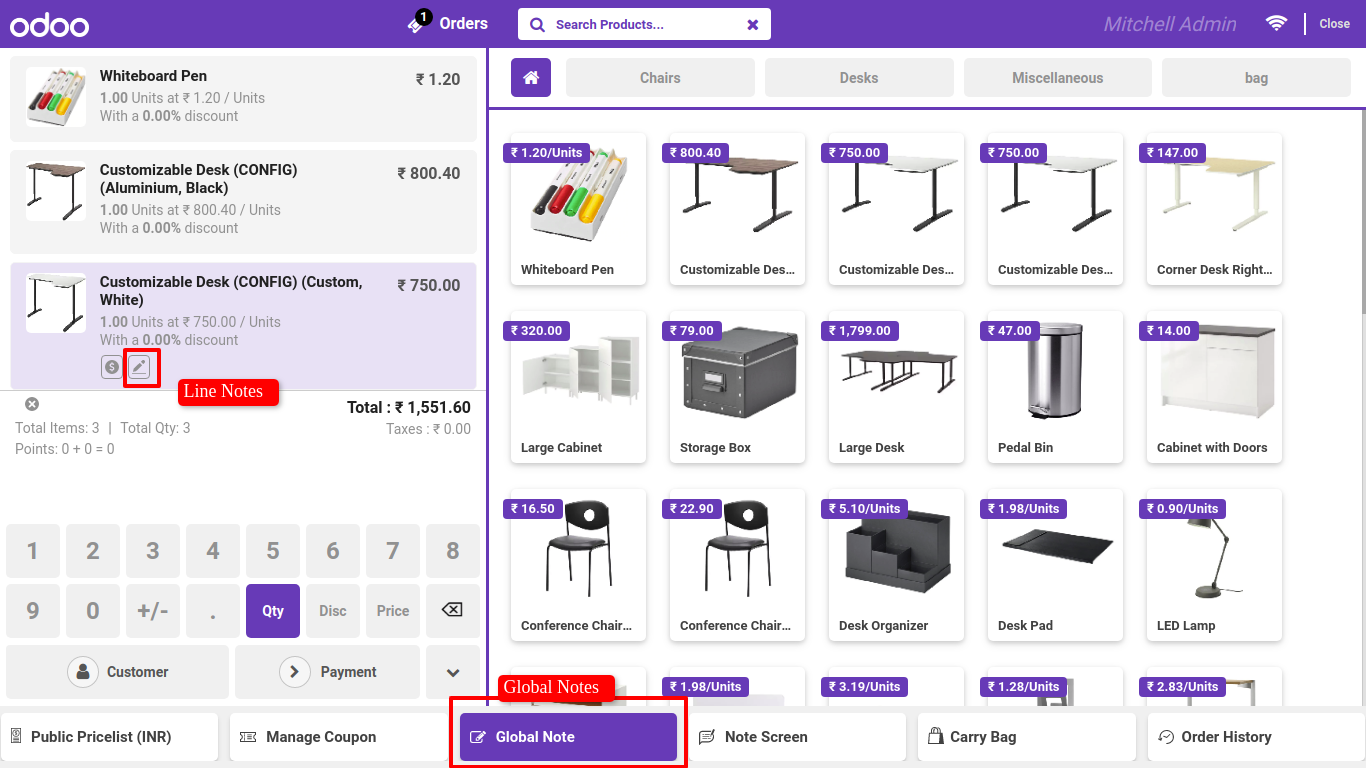 odoo
1
Orders
Search Products...
Mitchell Admin
Close
Whiteboard Pen
₹ 1.20
1.00 Units at ₹ 1.20 / Units
With a 0.00% discount
Customizable Desk (CONFIG)
(Aluminium, Black)
₹ 800.40
1.00 Units at ₹ 800.40 / Units
With a 0.00% discount
Customizable Desk (CONFIG) (Custom,
White)
₹ 750.00
1.00 Units at ₹ 750.00 / Units
With a 0.00% discount
$
Line Notes
Total : ₹ 1,551.60
Total Items: 3 | Total Qty: 3
Taxes : ₹ 0.00
Points: 0 + 0 = 0
1 2 3 4 5 6 7 8
9 0 +/- . Qty Disc Price
Customer
Payment
Chairs
Desks
Miscellaneous
bag
₹ 1.20/Units
₹ 800.40
₹ 750.00
₹ 750.00
₹ 147.00
Whiteboard Pen
Customizable Des...
Customizable Des...
Customizable Des...
Corner Desk Right...
₹ 320.00
₹ 79.00
₹ 1,799.00
₹ 47.00
₹ 14.00
Large Cabinet
Storage Box
Large Desk
Pedal Bin
Cabinet with Doors
₹ 16.50
₹ 22.90
₹ 5.10/Units
₹ 1.98/Units
₹ 0.90/Units
Conference Chair...
Conference Chair...
Desk Organizer
Desk Pad
LED Lamp
Global Notes
₹ 1.98/Units
₹ 3.19/Units
₹ 1.28/Units
₹ 2.83/Units
Public Pricelist (INR)
Manage Coupon
Global Note
Note Screen
Carry Bag
Order History